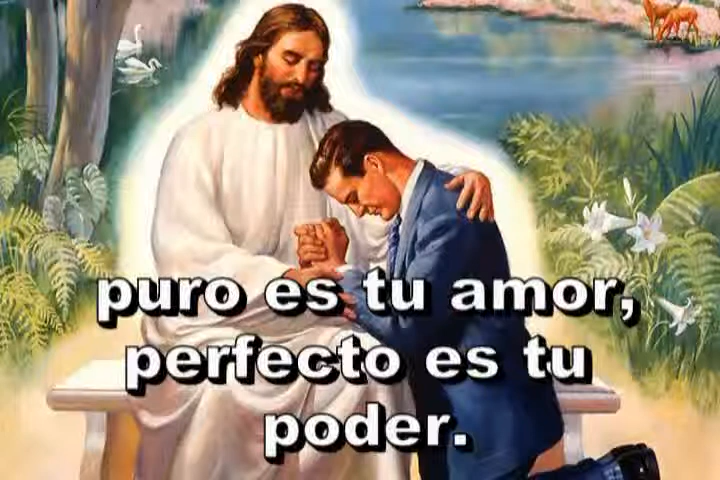 puro es tu amor,
perfecto es tu
poder.